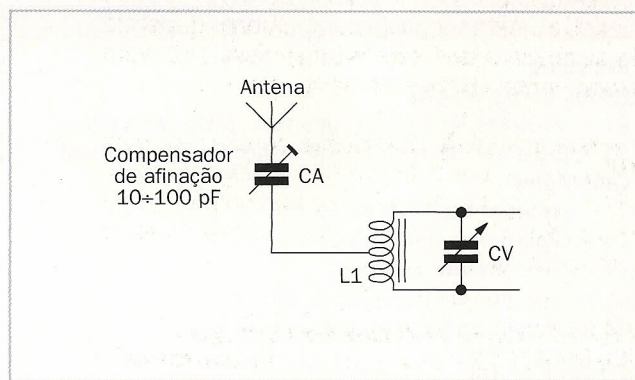 Antena
Compensador
de afinação
10÷100 pF
CA
L1
CV